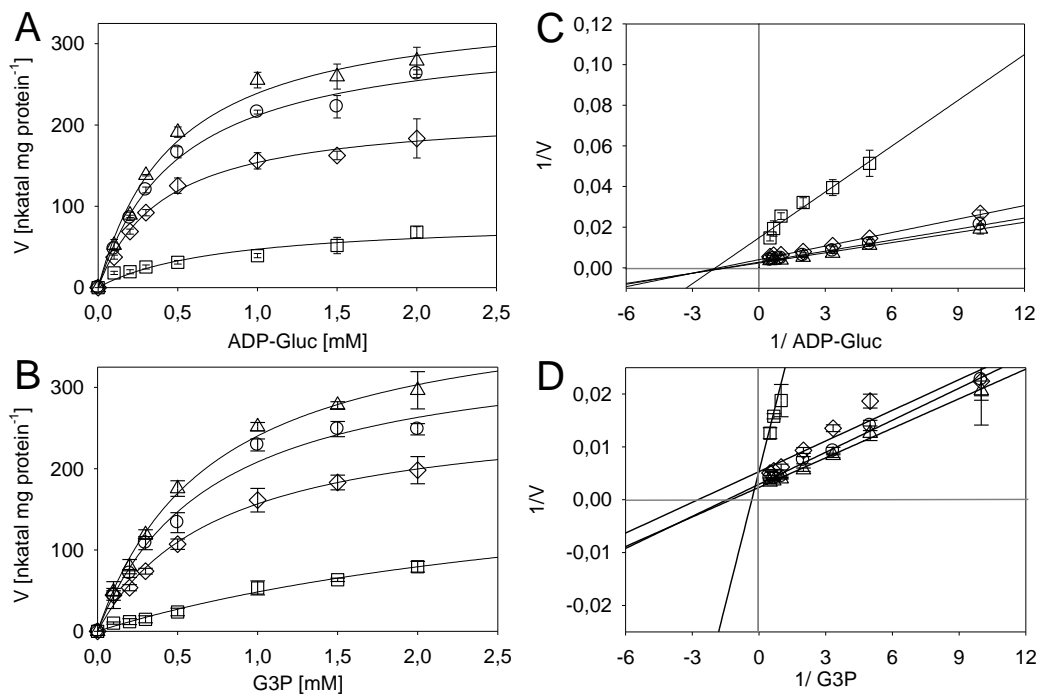 A
300
200
100
0
V [nkatal mg protein-1]
0,0 0,5 1,0 1,5 2,0 2,5
ADP-Gluc [mM]
C
0,12
0,10
0,08
0,06
0,04
0,02
0,00
1/V
-6 -3 0 3 6 9 12
1/ ADP-Gluc
B
300
200
100
0
V [nkatal mg protein-1]
0,0 0,5 1,0 1,5 2,0 2,5
G3P [mM]
D
0,02
0,01
0,00
-0,01
-0,02
1/V
-6 -3 0 3 6 9 12
1/ G3P